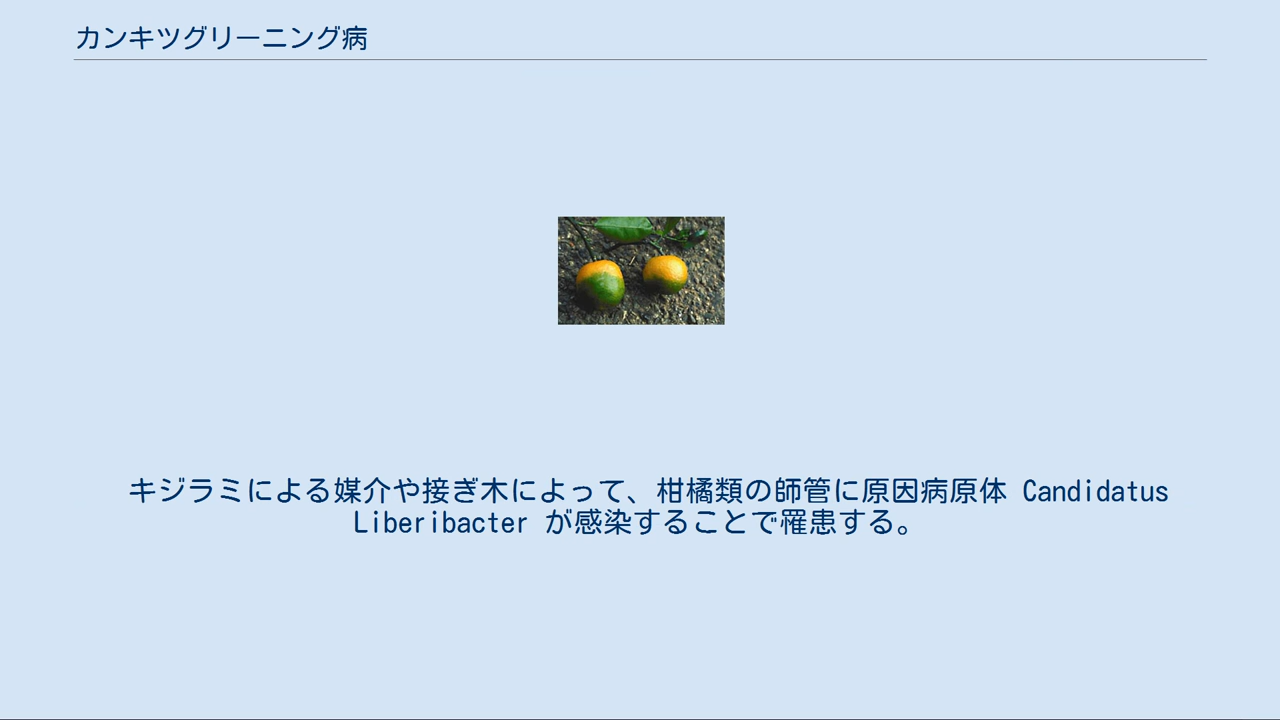 カンキツグリーニング病
キジラミによる媒介や接ぎ木によって、柑橘類の師管に原因病原体 Candidatus
Liberibacter が感染することで罹患する。